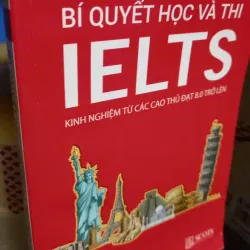 BÍ QUYẾT HỌC VÀ THI
IELTS
KINH NGHIỆM TỪ CÁC CAO THỦ ĐẠT 8.0 TRỞ LÊN